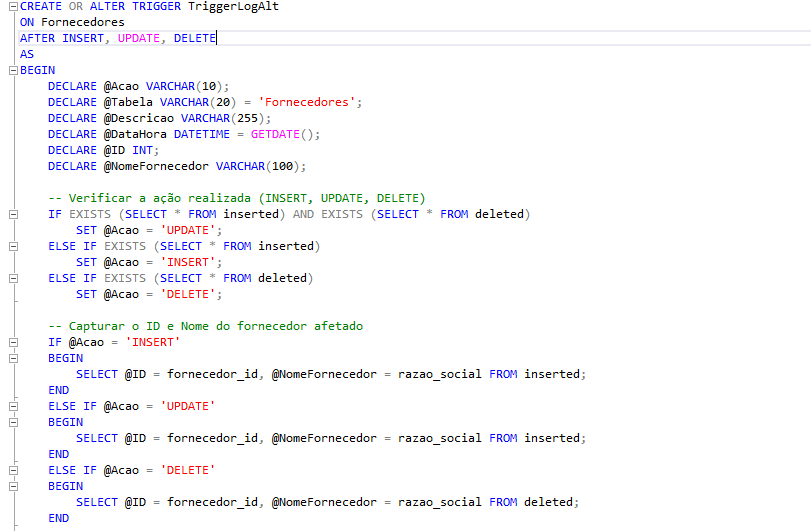 CREATE OR ALTER TRIGGER TriggerLogAlt
ON Fornecedores
AFTER INSERT, UPDATE, DELETE
AS
BEGIN
    DECLARE @Acao VARCHAR(10);
    DECLARE @Tabela VARCHAR(20) = 'Fornecedores';
    DECLARE @Descricao VARCHAR(255);
    DECLARE @DataHora DATETIME = GETDATE();
    DECLARE @ID INT;
    DECLARE @NomeFornecedor VARCHAR(100);

    -- Verificar a ação realizada (INSERT, UPDATE, DELETE)
    IF EXISTS (SELECT * FROM inserted) AND EXISTS (SELECT * FROM deleted)
        SET @Acao = 'UPDATE';
    ELSE IF EXISTS (SELECT * FROM inserted)
        SET @Acao = 'INSERT';
    ELSE IF EXISTS (SELECT * FROM deleted)
        SET @Acao = 'DELETE';

    -- Capturar o ID e Nome do fornecedor afetado
    IF @Acao = 'INSERT'
    BEGIN
        SELECT @ID = fornecedor_id, @NomeFornecedor = razao_social FROM inserted;
    END
    ELSE IF @Acao = 'UPDATE'
    BEGIN
        SELECT @ID = fornecedor_id, @NomeFornecedor = razao_social FROM inserted;
    END
    ELSE IF @Acao = 'DELETE'
    BEGIN
        SELECT @ID = fornecedor_id, @NomeFornecedor = razao_social FROM deleted;
    END